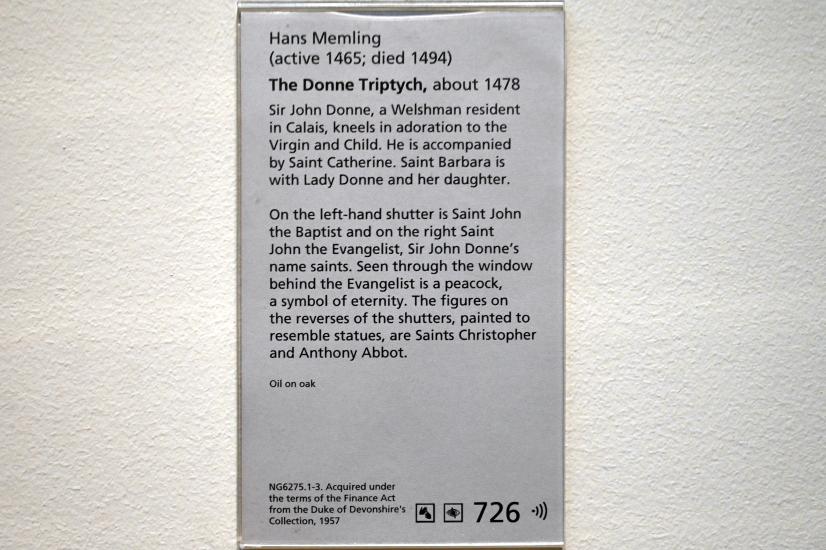 Hans Memling
(active 1465; died 1494)
The Donne Triptych, about 1478
Sir John Donne, a Welshman resident
in Calais, kneels in adoration to the
Virgin and Child. He is accompanied
by Saint Catherine. Saint Barbara is
with Lady Donne and her daughter.
On the left-hand shutter is Saint John
the Baptist and on the right Saint
John the Evangelist, Sir John Donne's
name saints. Seen through the window
behind the Evangelist is a peacock,
a symbol of eternity. The figures on
the reverses of the shutters, painted to
resemble statues, are Saints Christopher
and Anthony Abbot.
Oil on oak
NG6275.1-3. Acquired under
the terms of the Finance Act
from the Duke of Devonshire's
Collection, 1957
726